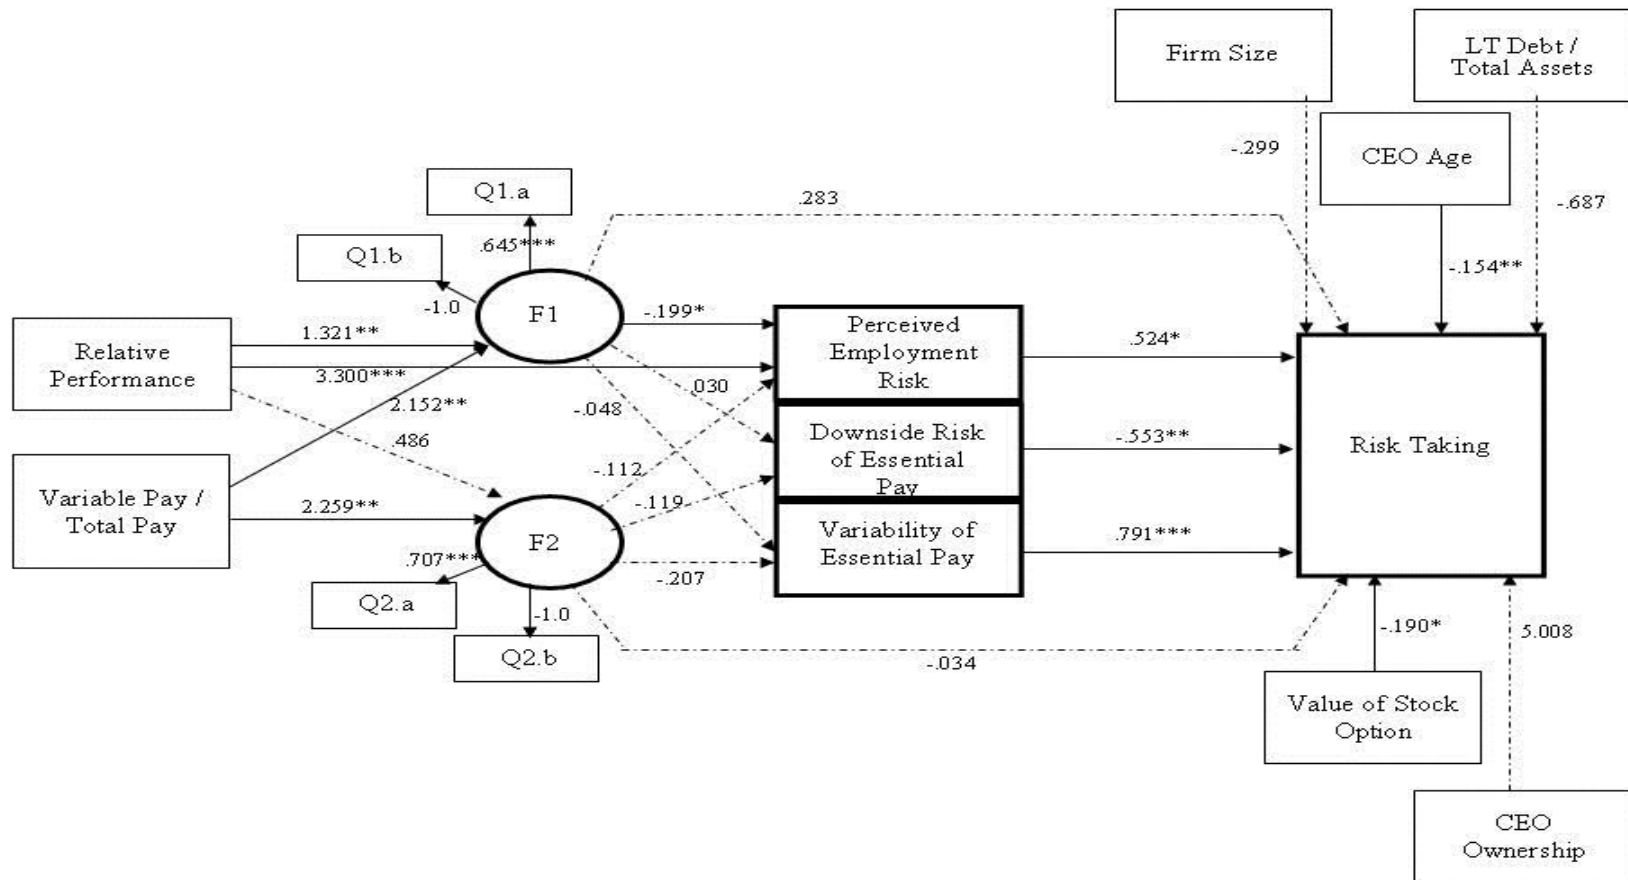 Firm Size
LT Debt /
Total Assets
-.299
CEO Age
-.687
Q1.a
.283
.645***
Q1.b
-1.0
F1
-.199*
-.154**
Relative
Performance
1.321**
3.300***
2.152**
.486
Perceived
Employment
Risk
.524*
.030
-.048
Downside Risk
of Essential
Pay
-.553**
Risk Taking
-.112
-.119
Variable Pay /
Total Pay
2.259**
F2
Variability of
Essential Pay
.791***
.707***
-.207
Q2.a
-1.0
Q2.b
-.034
-.190*
5.008
Value of Stock
Option
CEO
Ownership